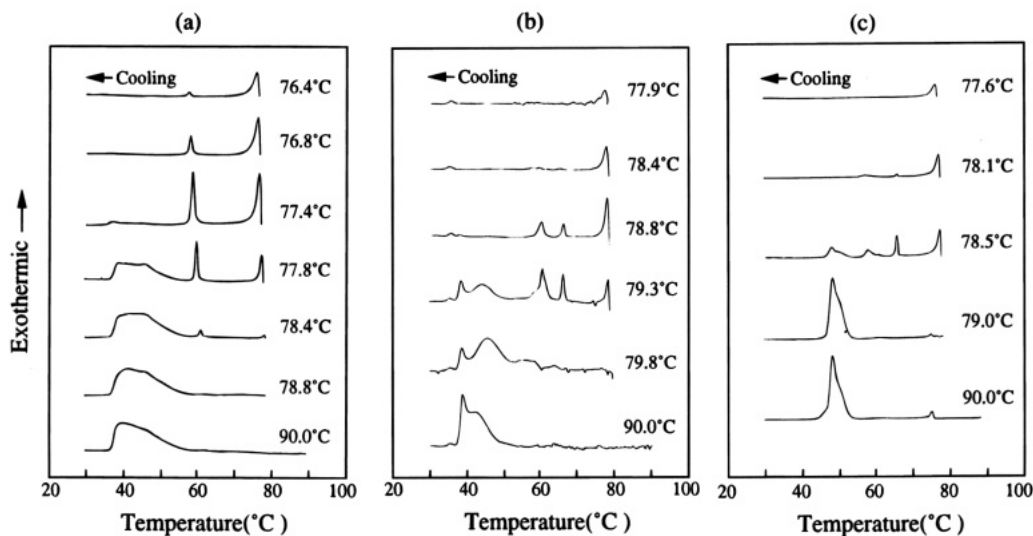 (a)
← Cooling
76.4°C
76.8°C
77.4°C
77.8°C
78.4°C
78.8°C
90.0°C
20 40 60 80 100
Temperature(°C )
Exothermic →
(b)
← Cooling
77.9°C
78.4°C
78.8°C
79.3°C
79.8°C
90.0°C
20 40 60 80 100
Temperature(°C )
(c)
← Cooling
77.6°C
78.1°C
78.5°C
79.0°C
90.0°C
20 40 60 80 100
Temperature(°C )